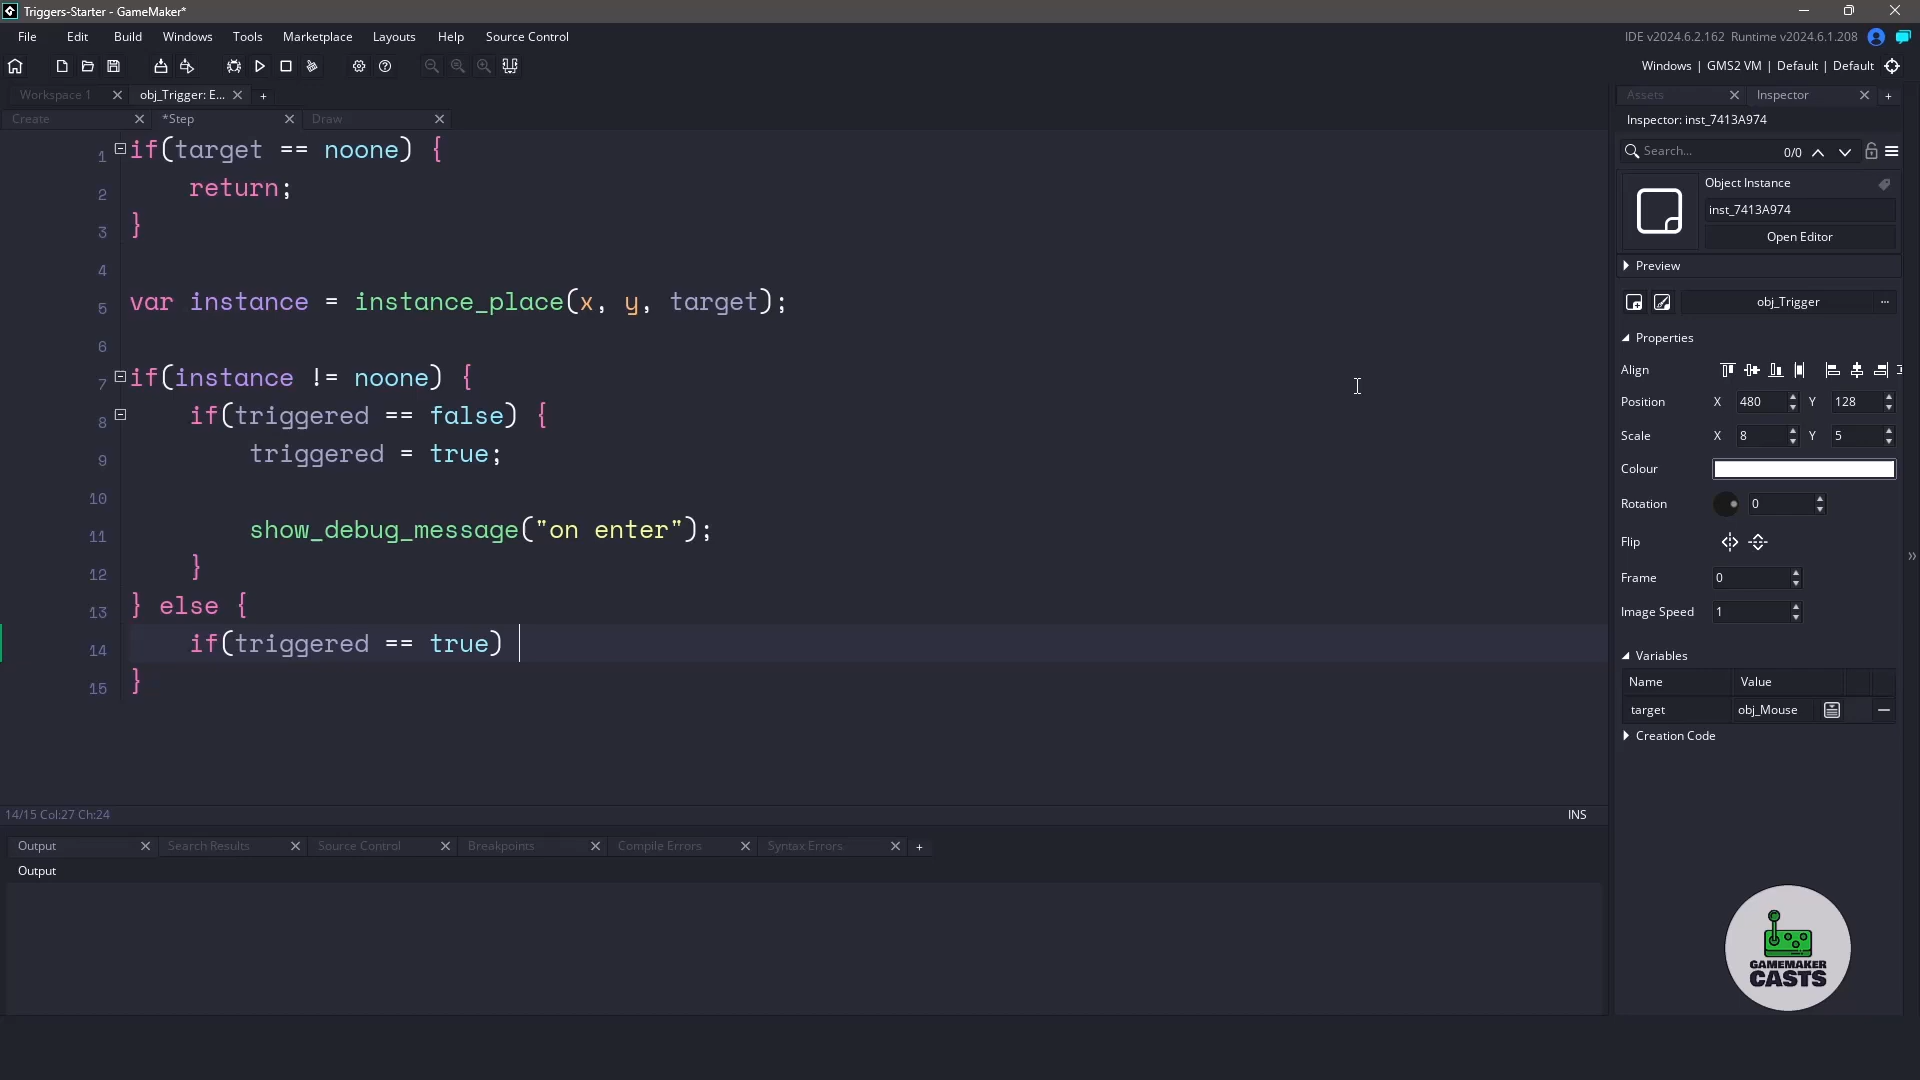 Triggers-Starter - GameMaker*
File Edit Build Windows Tools Marketplace Layouts Help Source Control
IDE v2024.6.2.162 Runtime v2024.6.1.208
Windows | GMS2 VM | Default | Default
Workspace 1 obj_Trigger: E... +
Create *Step Draw
Assets Inspector +
Inspector: inst_7413A974
Search... 0/0
Object Instance
inst_7413A974
Open Editor
Preview
obj_Trigger ...
Properties
Align
Position X 480 Y 128
Scale X 8 Y 5
Colour
Rotation 0
Flip
Frame 0
Image Speed 1
Variables
Name Value
target obj_Mouse
Creation Code
1 if(target == noone) {
2 return;
3 }
4
5 var instance = instance_place(x, y, target);
6
7 if(instance != noone) {
8 if(triggered == false) {
9 triggered = true;
10
11 show_debug_message("on enter");
12 }
13 } else {
14 if(triggered == true)
15 }
14/15 Col:27 Ch:24 INS
Output Search Results Source Control Breakpoints Compile Errors Syntax Errors +
Output
GAMEMAKER
CASTS